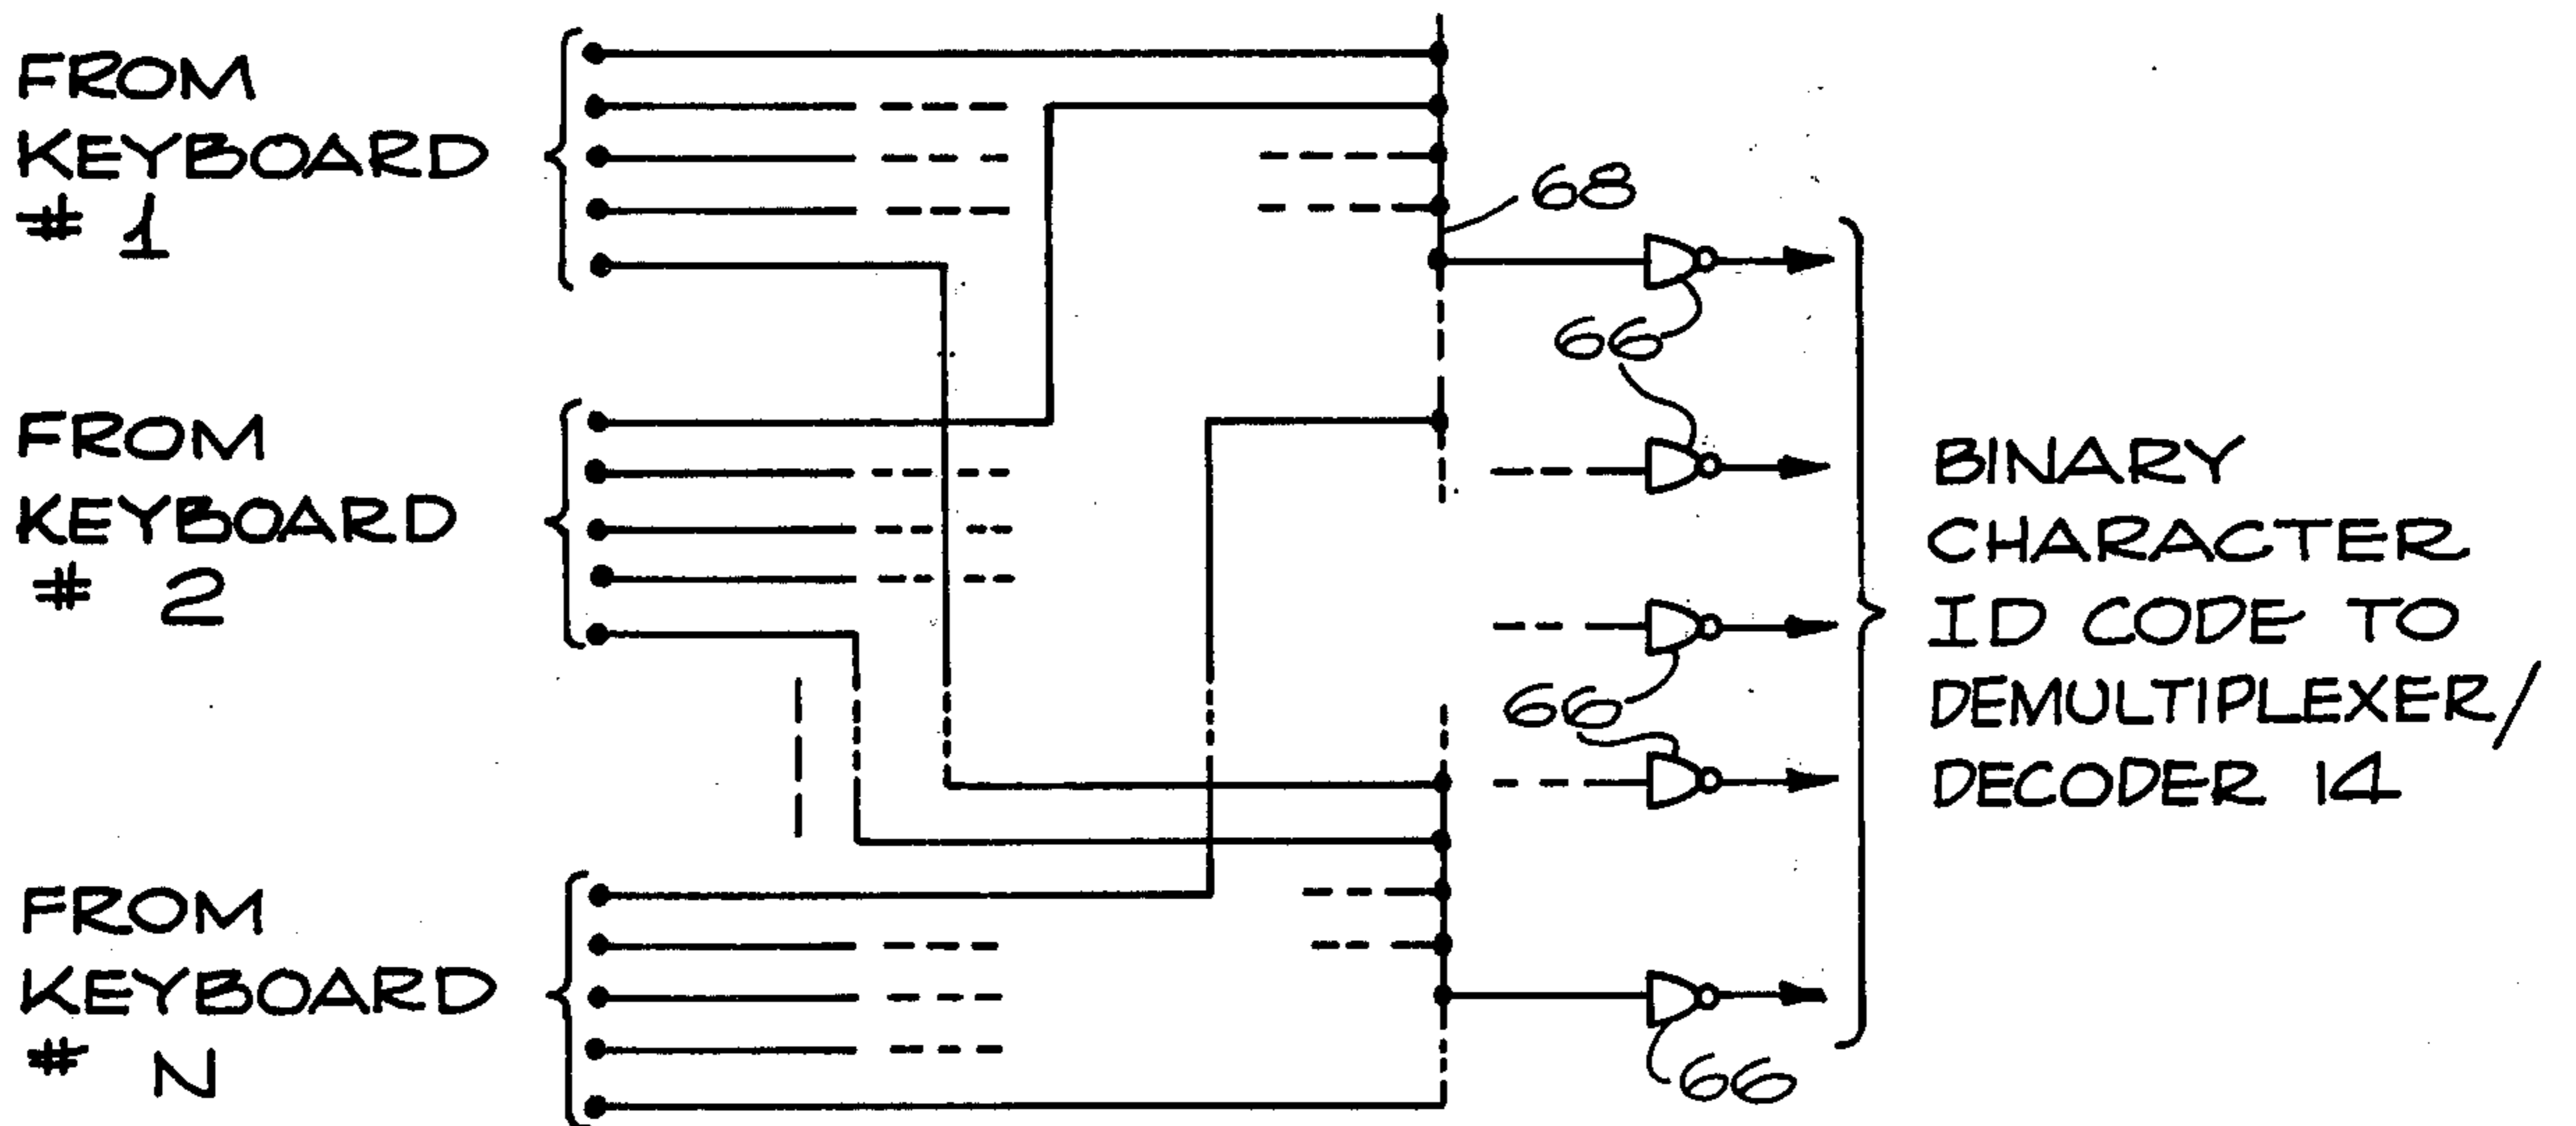 FROM
KEYBOARD
# 1
FROM
KEYBOARD
# 2
FROM
KEYBOARD
# N
68
66
66
66
BINARY
CHARACTER
ID CODE TO
DEMULTIPLEXER/
DECODER 14